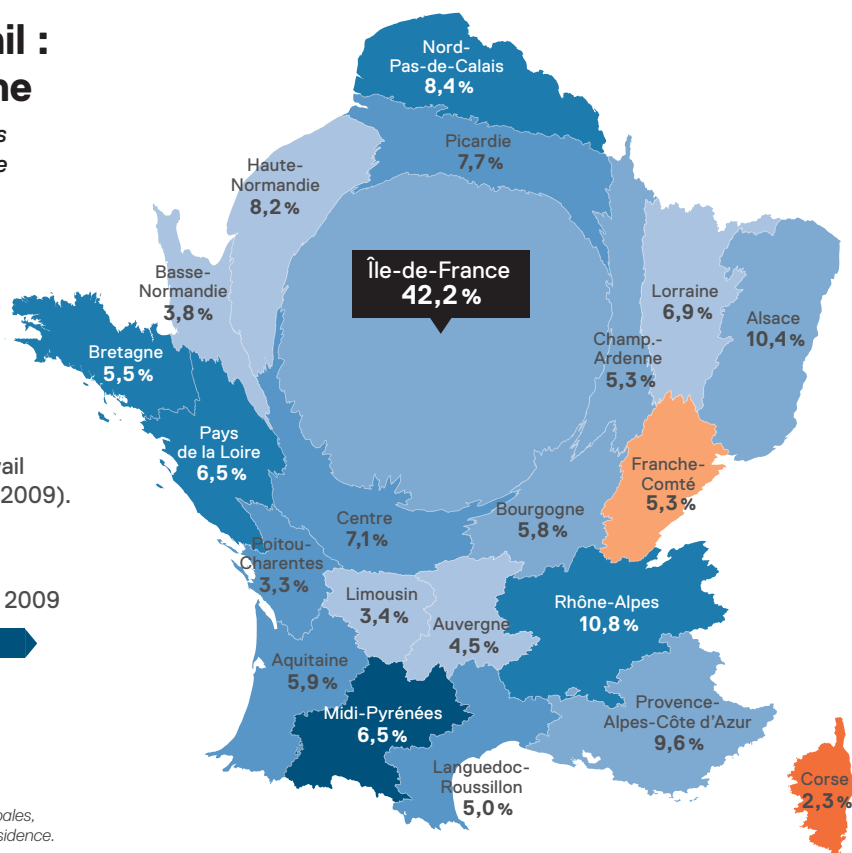 il :
ne
s
e
Nord-
Pas-de-Calais
8,4 %
Picardie
7,7 %
Haute-
Normandie
8,2 %
Île-de-France
42,2 %
Basse-
Normandie
3,8 %
Lorraine
6,9 %
Alsace
10,4 %
Champ.-
Ardenne
5,3 %
Bretagne
5,5 %
Pays
de la Loire
6,5 %
Franche-
Comté
5,3 %
ail
2009).
Centre
7,1 %
Bourgogne
5,8 %
Poitou-
Charentes
3,3 %
2009
Limousin
3,4 %
Auvergne
4,5 %
Rhône-Alpes
10,8 %
Aquitaine
5,9 %
Midi-Pyrénées
6,5 %
Provence-
Alpes-Côte d’Azur
9,6 %
Languedoc-
Roussillon
5,0 %
Corse
2,3 %
pales,
sidence.